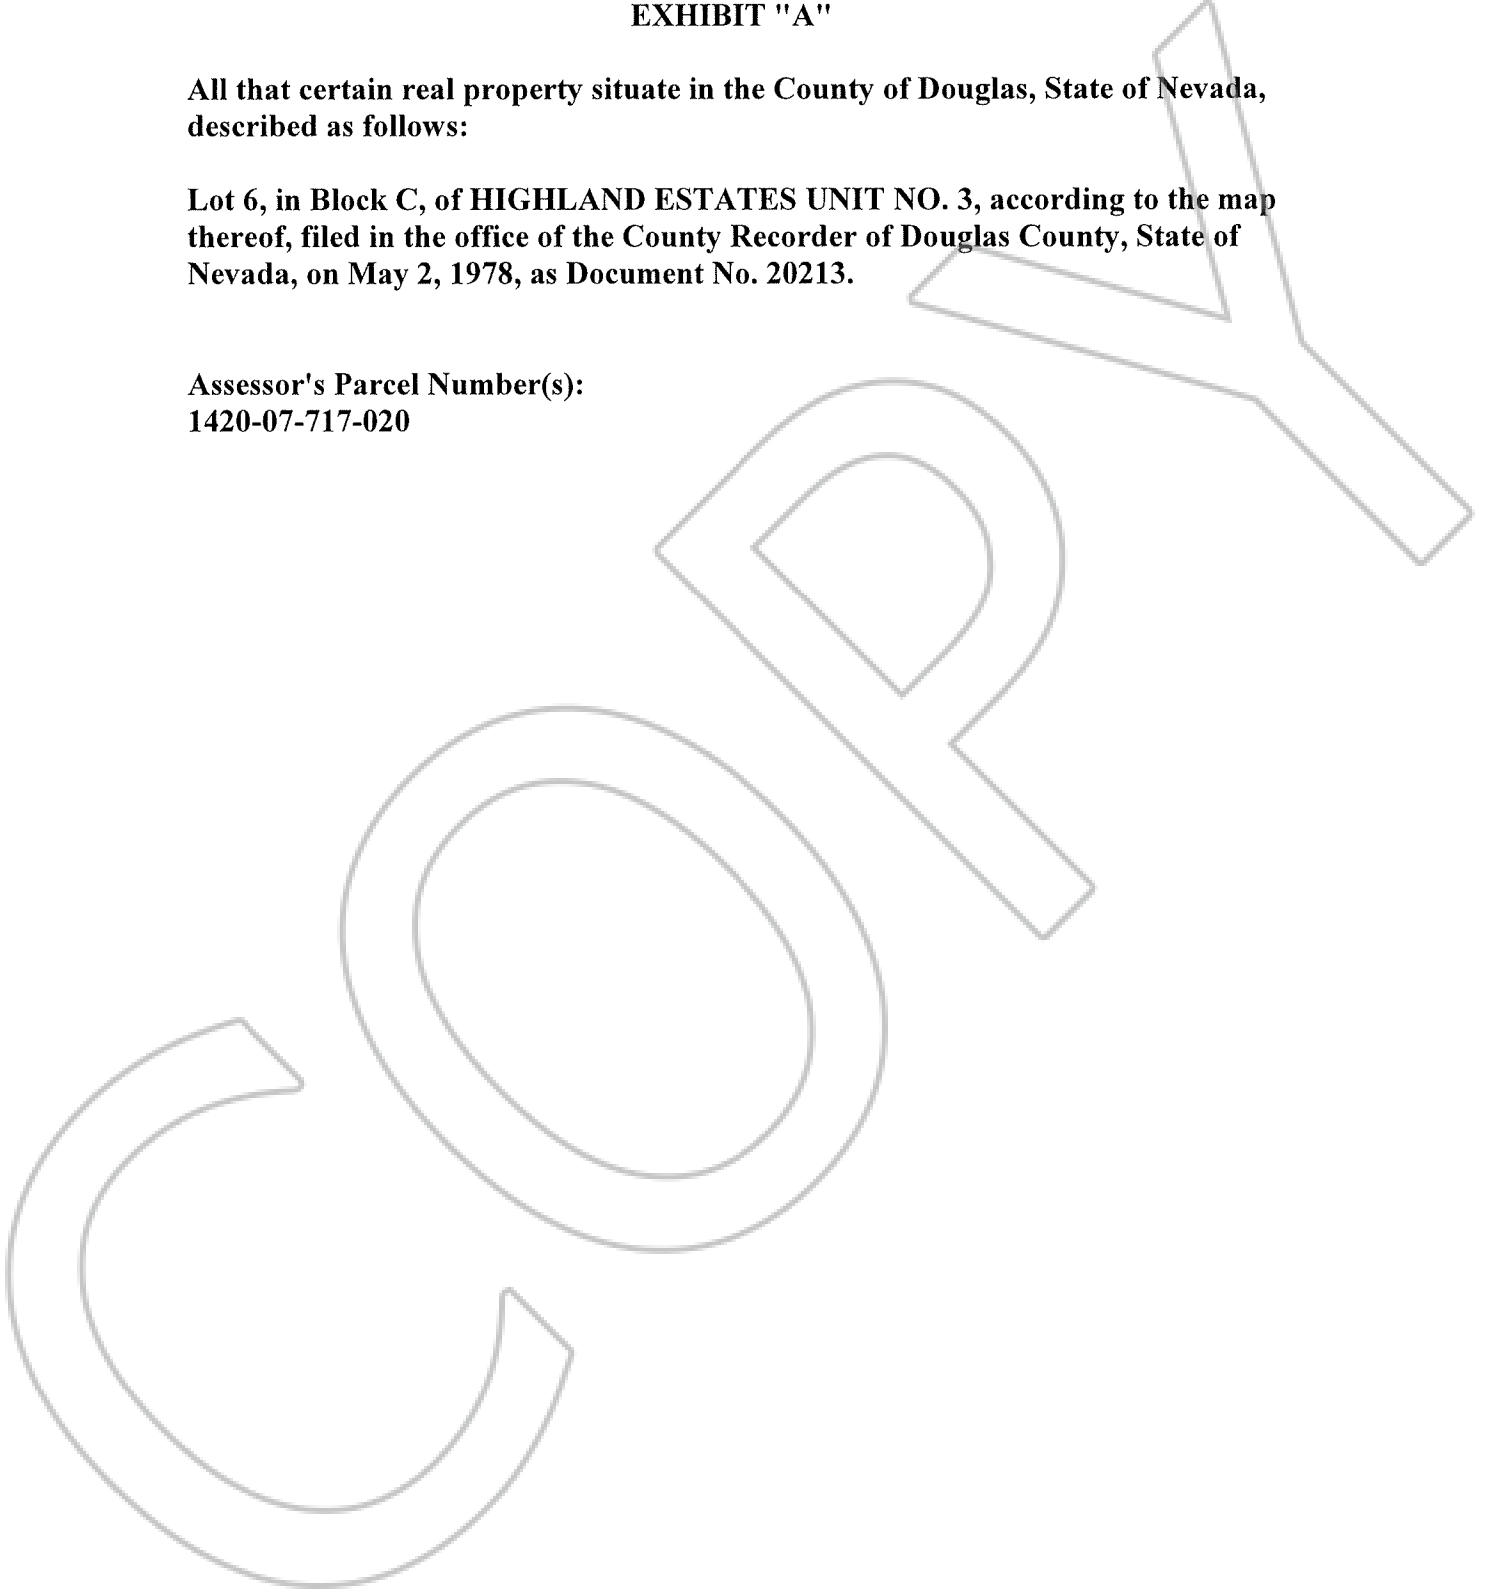 EXHIBIT "A"
All that certain real property situate in the County of Douglas, State of Nevada,
described as follows:
Lot 6, in Block C, of HIGHLAND ESTATES UNIT NO. 3, according to the map
thereof, filed in the office of the County Recorder of Douglas County, State of
Nevada, on May 2, 1978, as Document No. 20213.
Assessor's Parcel Number(s):
1420-07-717-020
COPY